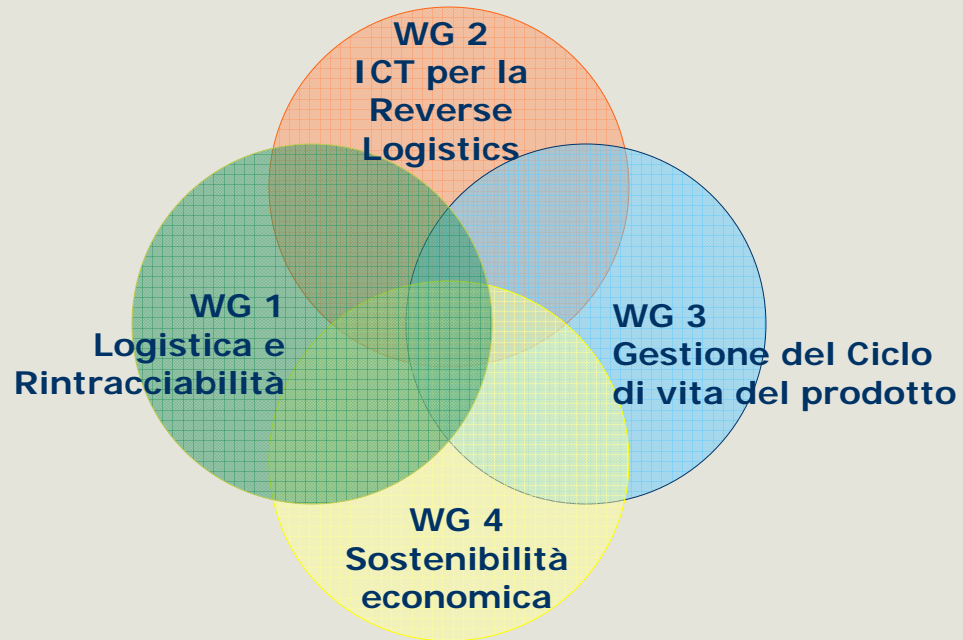 WG 2
ICT per la
Reverse
Logistics
WG 1
Logistica e
Rintracciabilità
WG 3
Gestione del Ciclo
di vita del prodotto
WG 4
Sostenibilità
economica